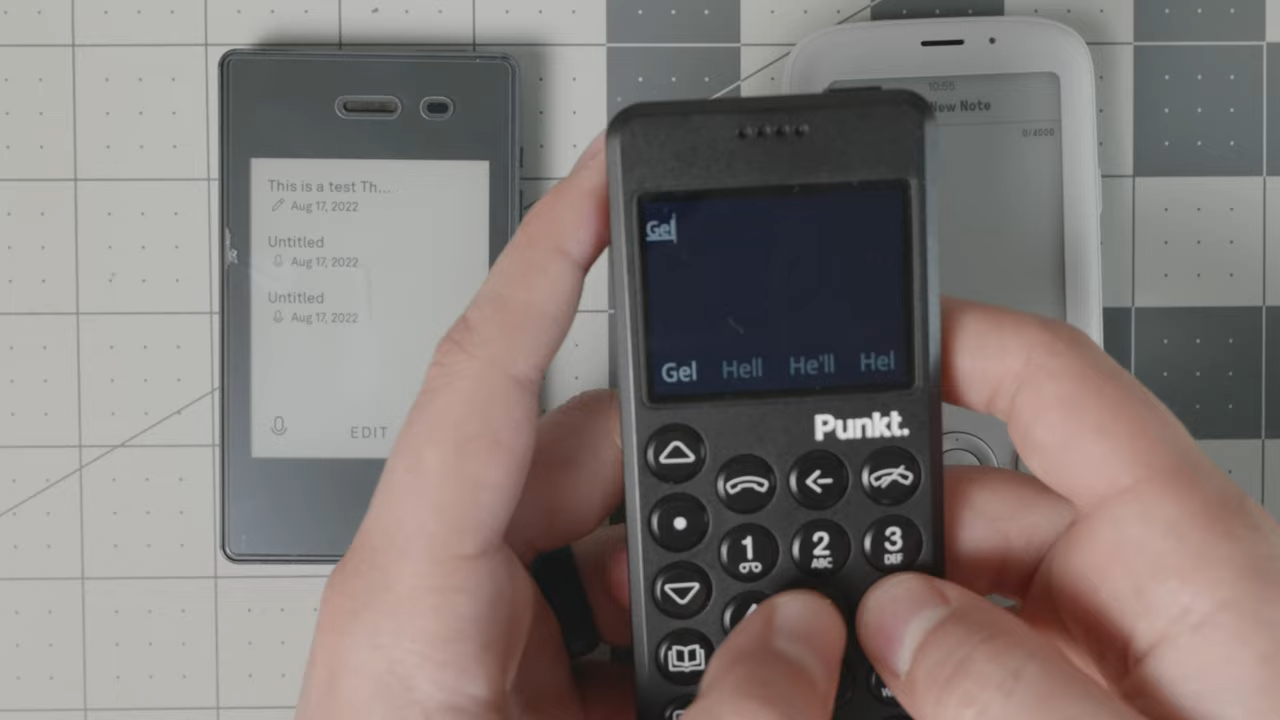 This is a test Th...
Aug 17, 2022
Untitled
Aug 17, 2022
Untitled
Aug 17, 2022
EDIT
10:55
New Note
0/4000
Gel
Gel Hell He'll Hel
Punkt.
1
2
ABC
3
DEF